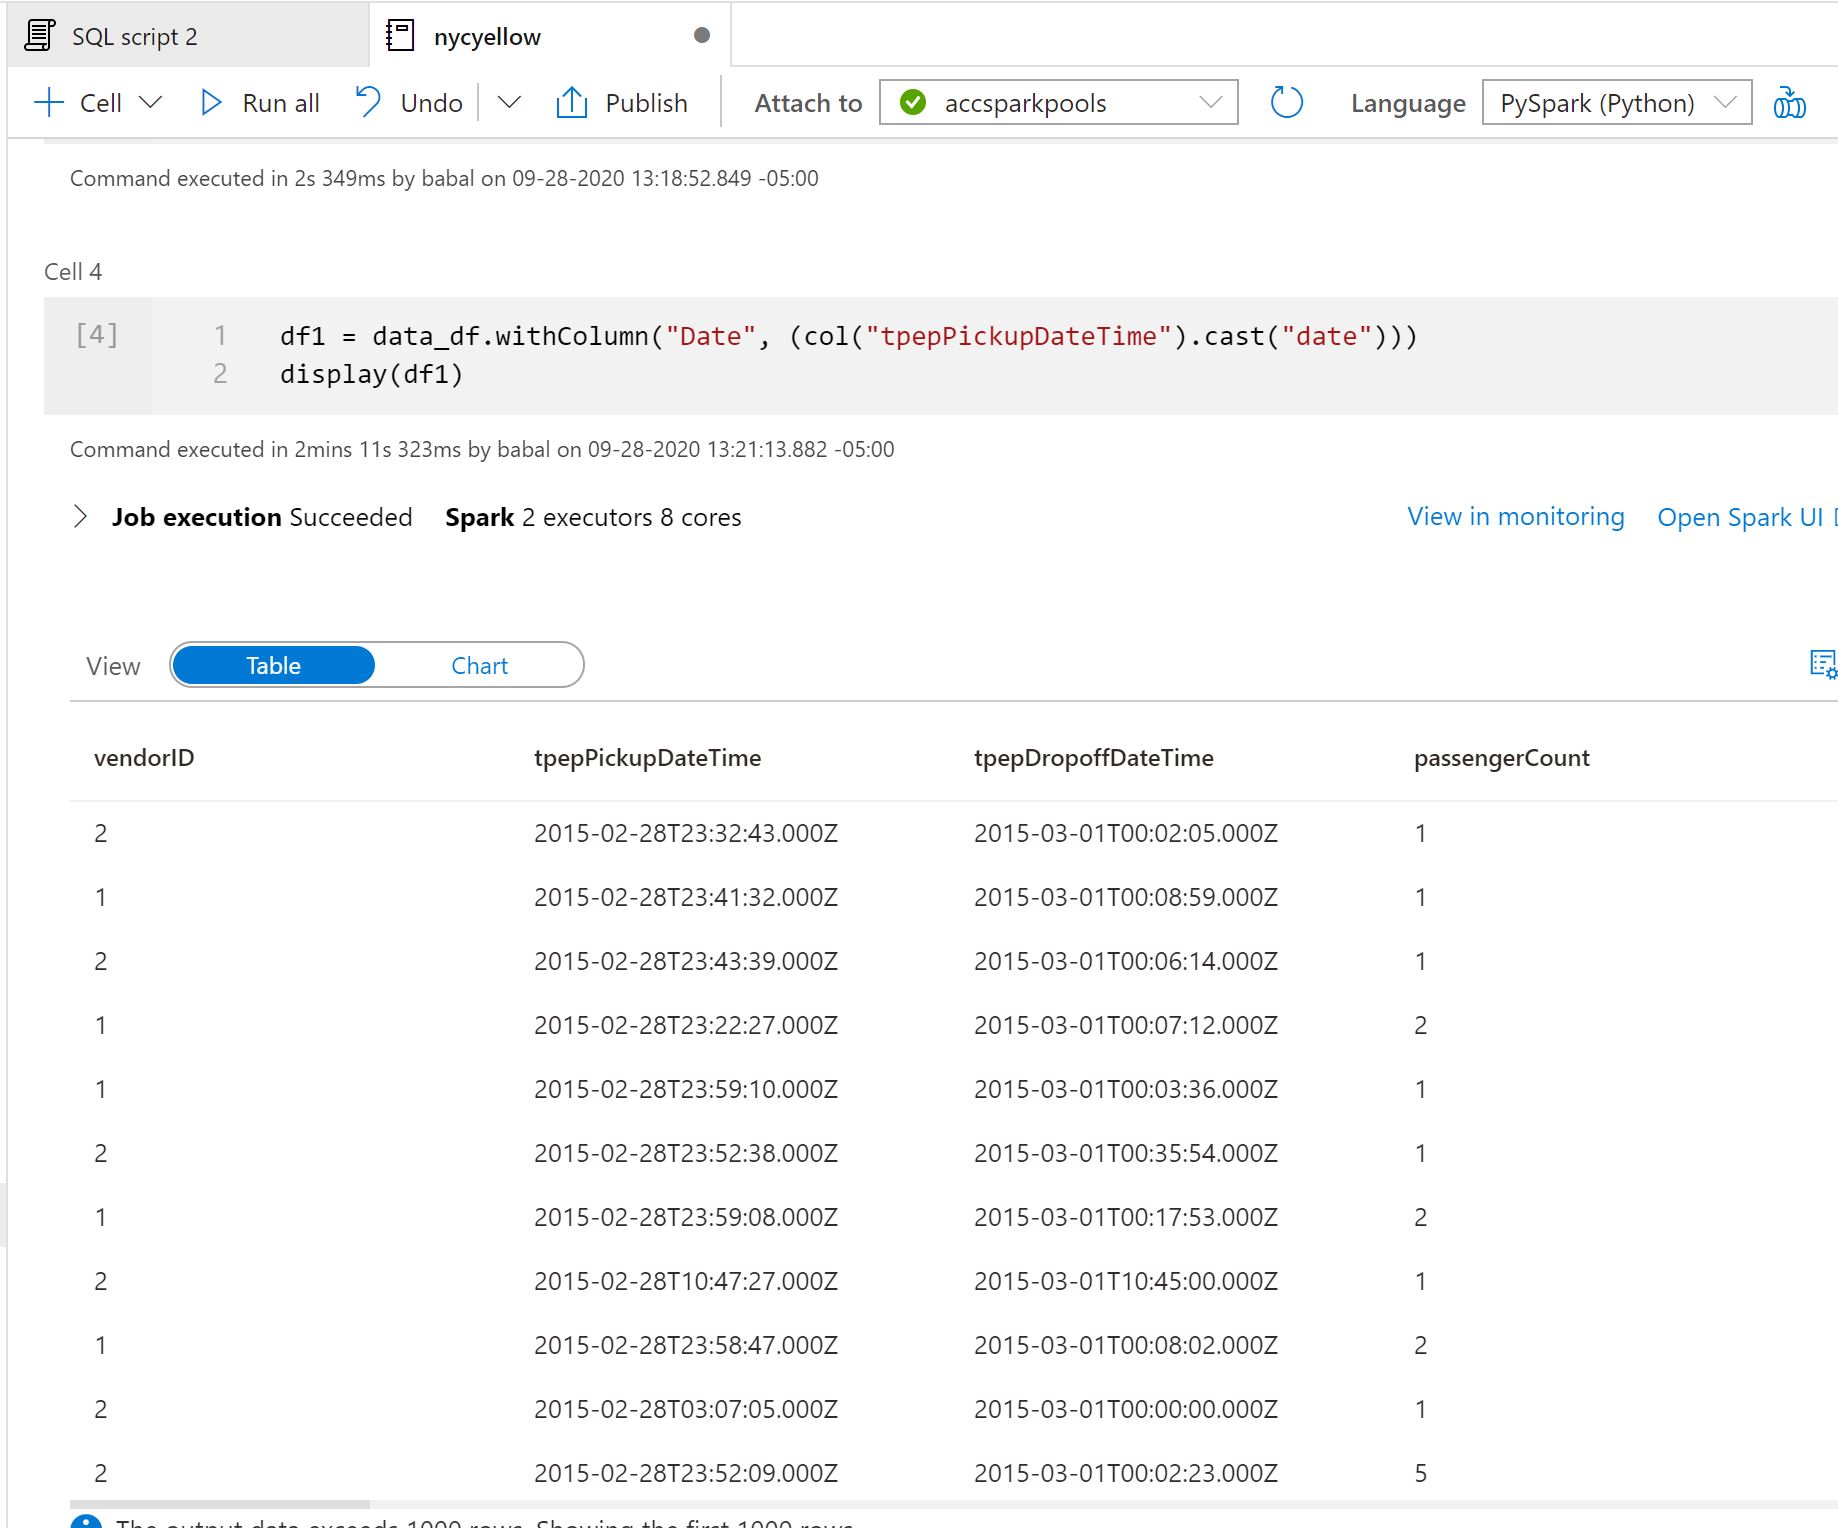 SQL script 2 nycyellow
Cell Run all Undo Publish Attach to accsparkpools Language PySpark (Python)
Command executed in 2s 349ms by babal on 09-28-2020 13:18:52.849 -05:00
Cell 4
[4] 1 df1 = data_df.withColumn("Date", (col("tpepPickupDateTime").cast("date")))
2 display(df1)
Command executed in 2mins 11s 323ms by babal on 09-28-2020 13:21:13.882 -05:00
Job execution Succeeded Spark 2 executors 8 cores View in monitoring Open Spark UI
View Table Chart
vendorID tpepPickupDateTime tpepDropoffDateTime passengerCount
2 2015-02-28T23:32:43.000Z 2015-03-01T00:02:05.000Z 1
1 2015-02-28T23:41:32.000Z 2015-03-01T00:08:59.000Z 1
2 2015-02-28T23:43:39.000Z 2015-03-01T00:06:14.000Z 1
1 2015-02-28T23:22:27.000Z 2015-03-01T00:07:12.000Z 2
1 2015-02-28T23:59:10.000Z 2015-03-01T00:03:36.000Z 1
2 2015-02-28T23:52:38.000Z 2015-03-01T00:35:54.000Z 1
1 2015-02-28T23:59:08.000Z 2015-03-01T00:17:53.000Z 2
2 2015-02-28T10:47:27.000Z 2015-03-01T10:45:00.000Z 1
1 2015-02-28T23:58:47.000Z 2015-03-01T00:08:02.000Z 2
2 2015-02-28T03:07:05.000Z 2015-03-01T00:00:00.000Z 1
2 2015-02-28T23:52:09.000Z 2015-03-01T00:02:23.000Z 5
The output data exceeds 1000 rows. Showing the first 1000 rows.